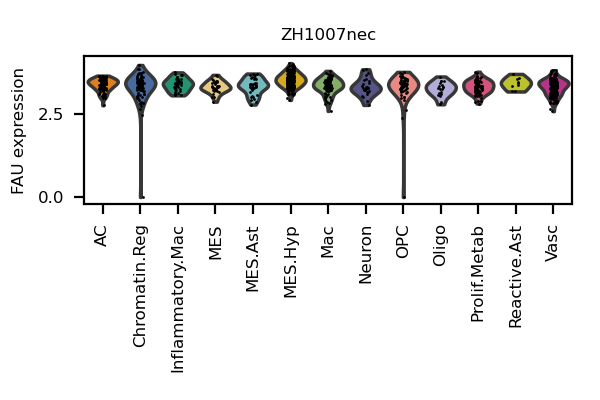 ZH1007nec
FAU expression
2.5
0.0
AC
Chromatin.Reg
Inflammatory.Mac
MES
MES.Ast
MES.Hyp
Mac
Neuron
OPC
Oligo
Prolif.Metab
Reactive.Ast
Vasc